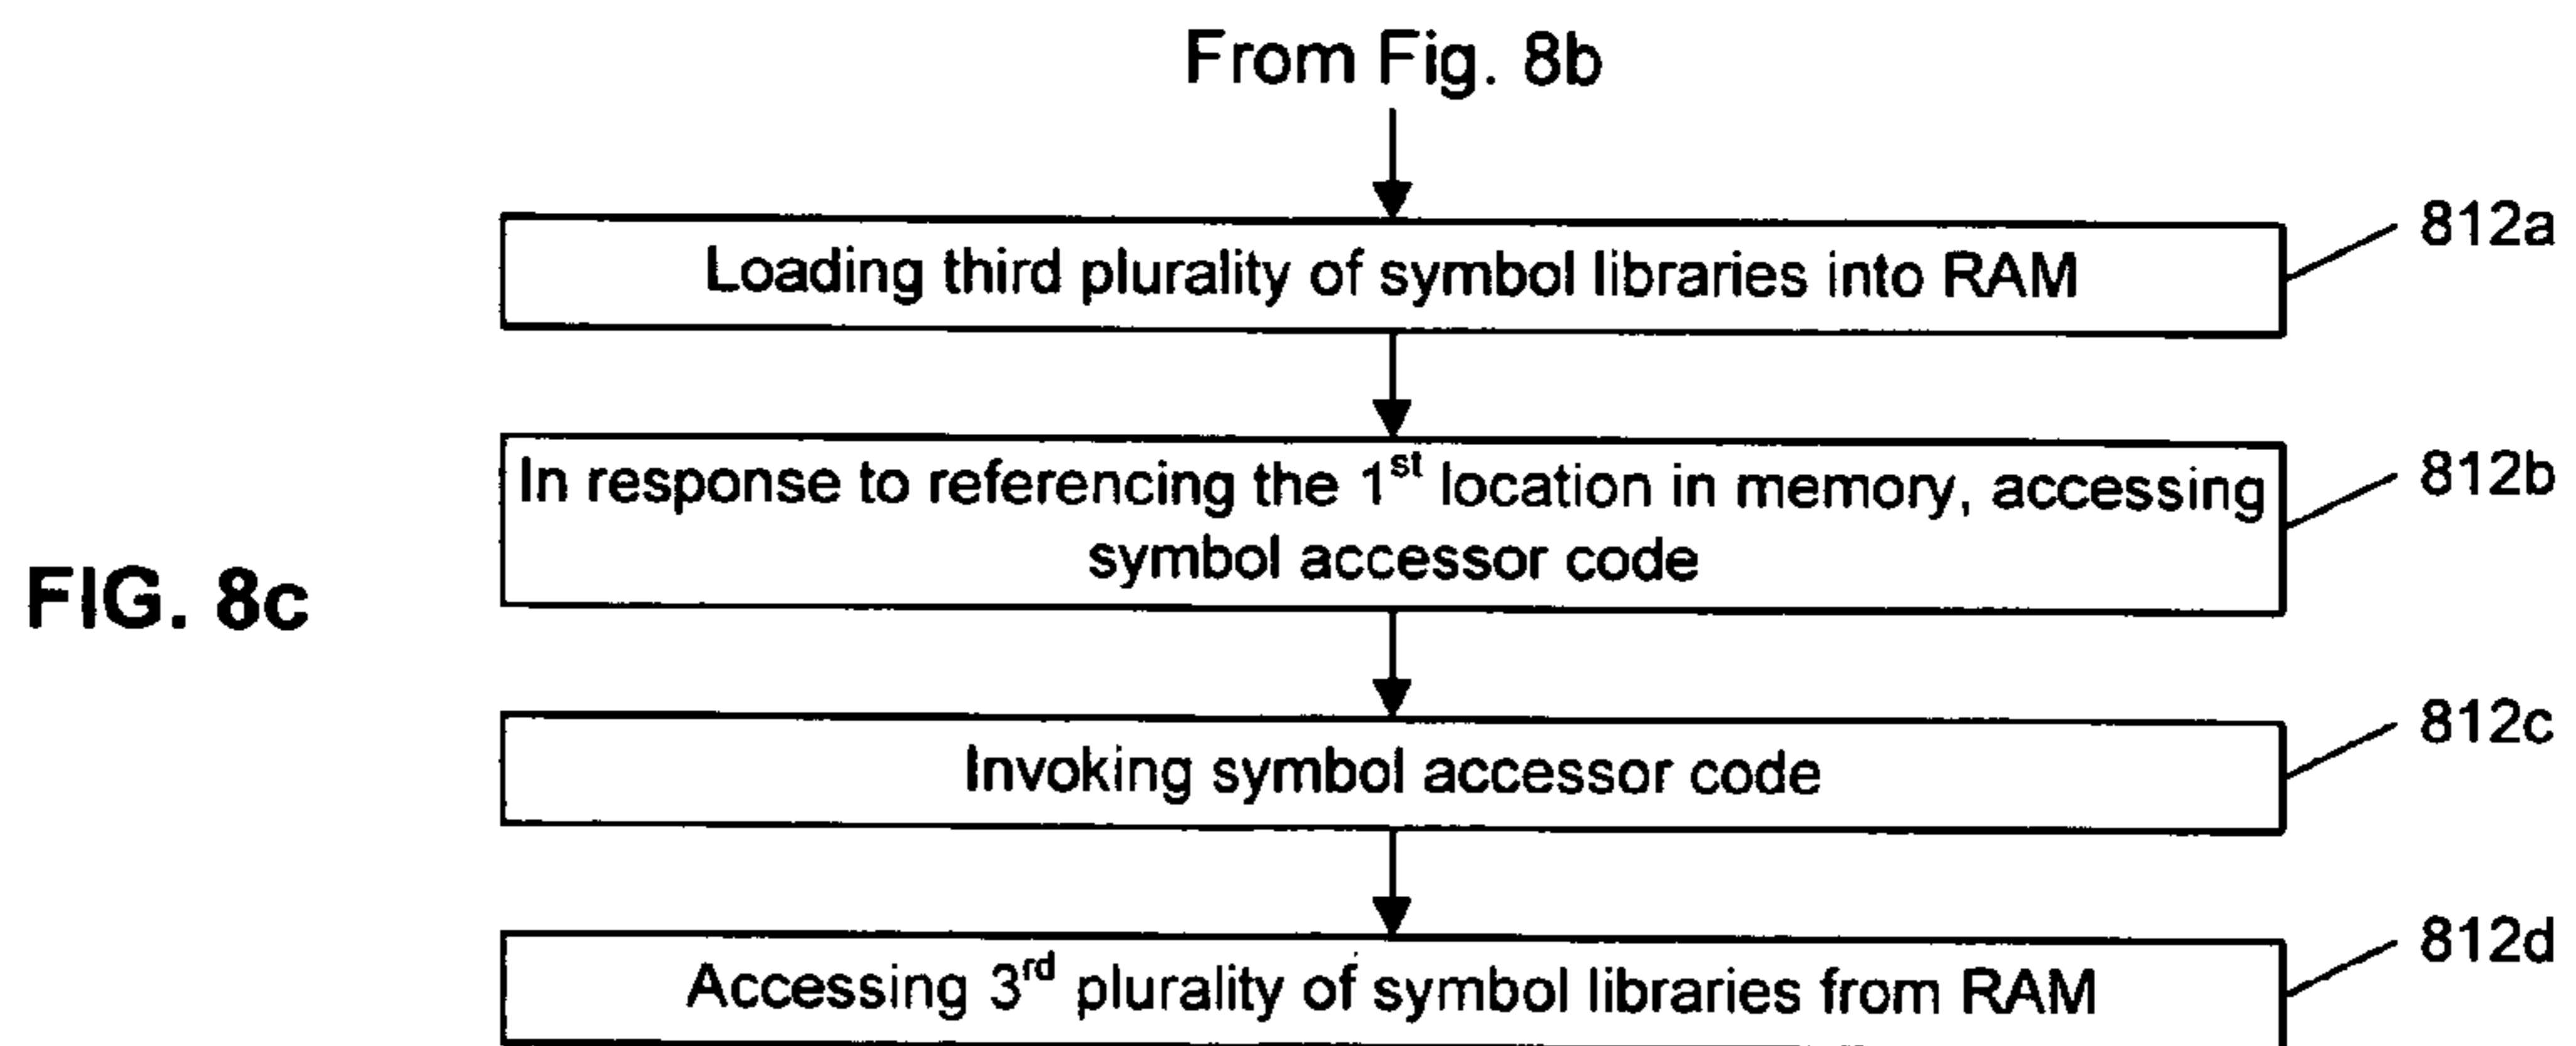 From Fig. 8b
Loading third plurality of symbol libraries into RAM
812a
In response to referencing the 1st location in memory, accessing
symbol accessor code
812b
FIG. 8c
Invoking symbol accessor code
812c
Accessing 3rd plurality of symbol libraries from RAM
812d